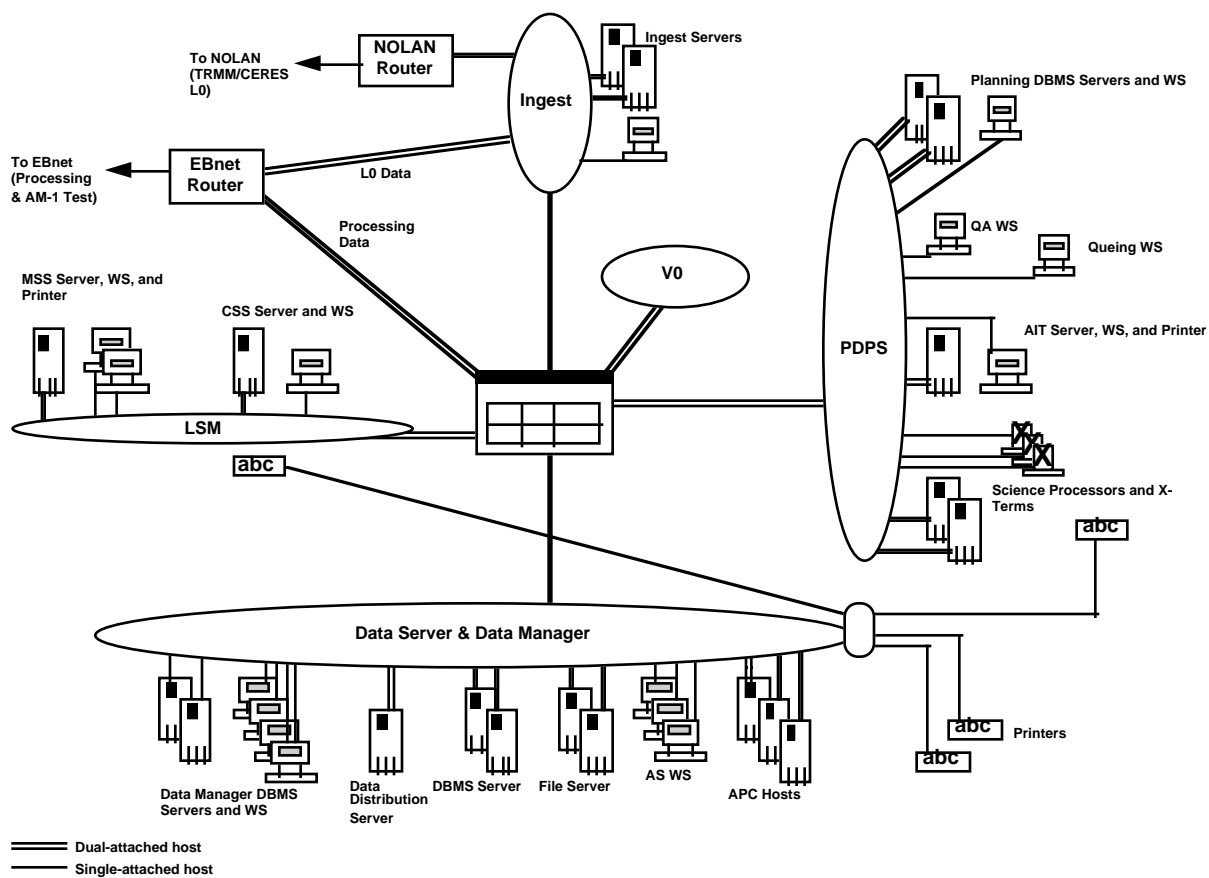 NOLAN
Router
To NOLAN
(TRMM/CERES
L0)
Ingest Servers
Ingest
Planning DBMS Servers and WS
To EBnet
(Processing
& AM-1 Test)
EBnet
Router
L0 Data
Processing
Data
QA WS
Queing WS
V0
MSS Server, WS, and
Printer
CSS Server and WS
AIT Server, WS, and Printer
PDPS
LSM
abc
X
X
X
Science Processors and X-
Terms
abc
Data Server & Data Manager
abc
Printers
abc
Data Manager DBMS
Servers and WS
Data
Distribution
Server
DBMS Server
File Server
AS WS
APC Hosts
Dual-attached host
Single-attached host